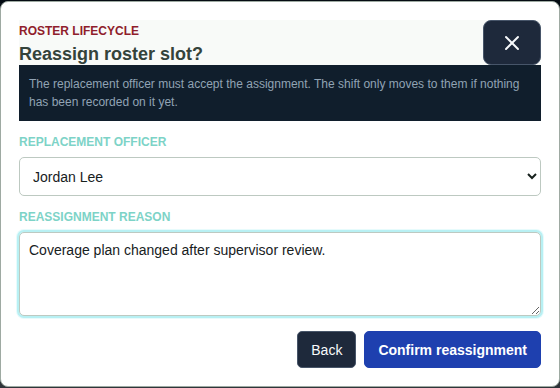 ROSTER LIFECYCLE
Reassign roster slot?
The replacement officer must accept the assignment. The shift only moves to them if nothing
has been recorded on it yet.
REPLACEMENT OFFICER
Jordan Lee
REASSIGNMENT REASON
Coverage plan changed after supervisor review.
Back
Confirm reassignment